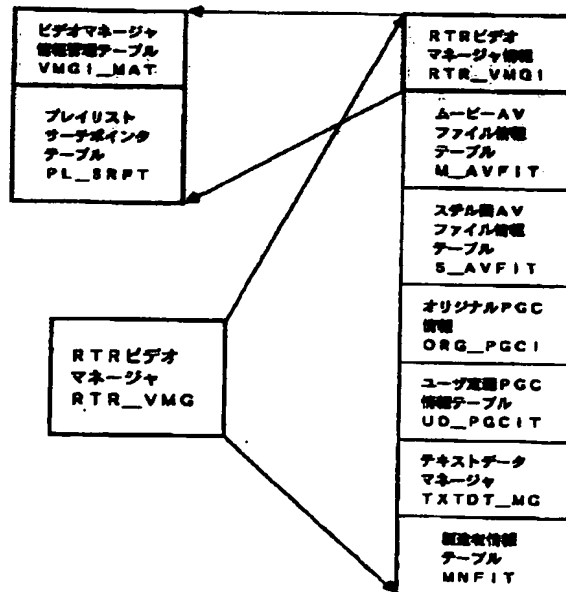 ビデオマネージャ
情報管理テーブル
VMGI_MAT
プレイリスト
サーチポインタ
テーブル
PL_SRPT
RTRビデオ
マネージャ
RTR_VMG
RTRビデオ
マネージャ情報
RTR_VMGI
ムービーAV
ファイル情報
テーブル
M_AVFIT
スチル画AV
ファイル情報
テーブル
S_AVFIT
オリジナルPGC
情報
ORG_PGCI
ユーザ定義PGC
情報テーブル
UD_PGCIT
テキストデータ
マネージャ
TXTDT_MG
製造者情報
テーブル
MNFIT